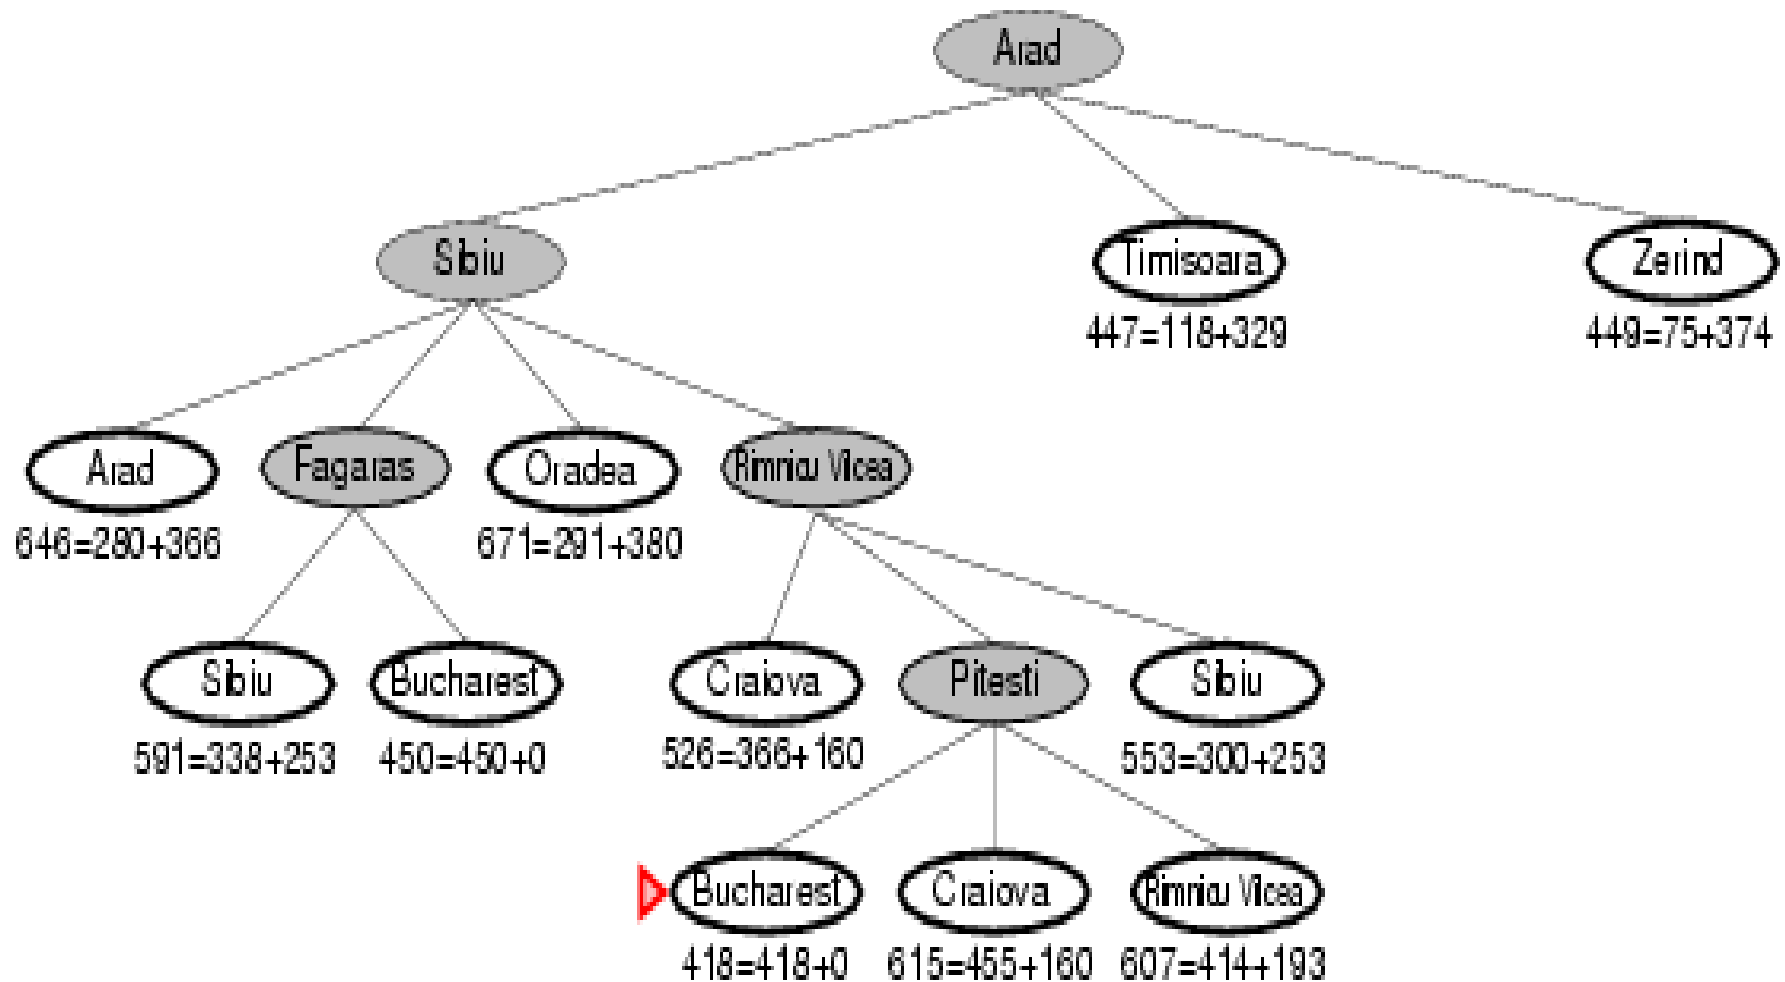 Arad
Sibiu
Timisoara
Zerind
447=118+329
449=75+374
Arad
Fagaras
Oradea
Rimnicu Vilcea
646=280+366
671=291+380
Sibiu
Bucharest
Craiova
Pitesti
Sibiu
591=338+253
450=450+0
526=366+160
553=300+253
Bucharest
Craiova
Rimnicu Vilcea
418=418+0
615=455+160
607=414+193